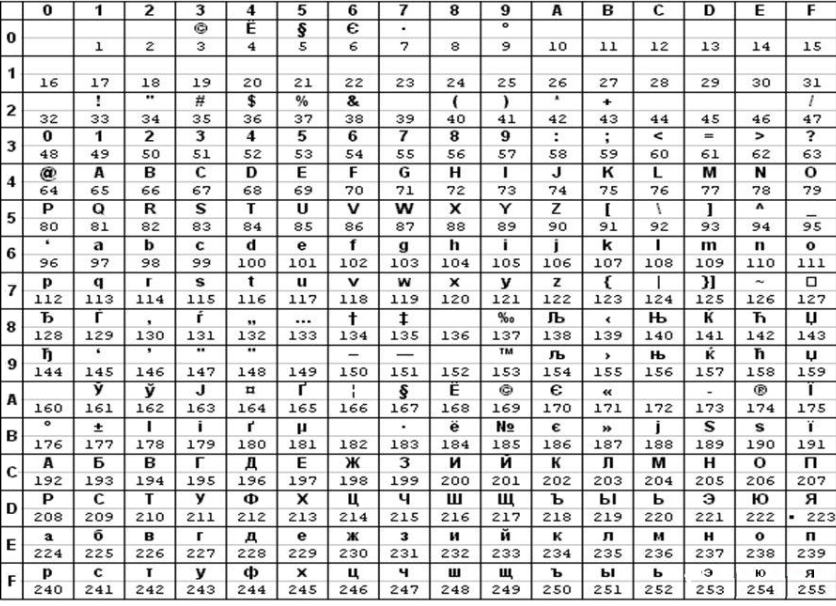 0 1 2 3 4 5 6 7 8 9 A B C D E F
0 © Ё § Є · °
1 2 3 4 5 6 7 8 9 10 11 12 13 14 15
1
16 17 18 19 20 21 22 23 24 25 26 27 28 29 30 31
2 ! " # $ % & ( ) * + /
32 33 34 35 36 37 38 39 40 41 42 43 44 45 46 47
3 0 1 2 3 4 5 6 7 8 9 : ; < = > ?
48 49 50 51 52 53 54 55 56 57 58 59 60 61 62 63
4 @ A B C D E F G H I J K L M N O
64 65 66 67 68 69 70 71 72 73 74 75 76 77 78 79
5 P Q R S T U V W X Y Z [ \ ] ^ _
80 81 82 83 84 85 86 87 88 89 90 91 92 93 94 95
6 ‘ a b c d e f g h i j k l m n o
96 97 98 99 100 101 102 103 104 105 106 107 108 109 110 111
7 p q r s t u v w x y z { | }] ~ □
112 113 114 115 116 117 118 119 120 121 122 123 124 125 126 127
8 Ђ Ѓ ‚ ѓ „ … † ‡ ‰ Љ ‹ Њ Ќ Ћ Џ
128 129 130 131 132 133 134 135 136 137 138 139 140 141 142 143
9 ђ ‘ ’ “ ” – — ™ љ › њ ќ ћ џ
144 145 146 147 148 149 150 151 152 153 154 155 156 157 158 159
A Ў ў Ј ¤ Ґ ¦ § Ё © Є « - ® Ї
160 161 162 163 164 165 166 167 168 169 170 171 172 173 174 175
B ° ± І і ґ µ · ё № є » ј Ѕ ѕ ї
176 177 178 179 180 181 182 183 184 185 186 187 188 189 190 191
C А Б В Г Д Е Ж З И Й К Л М Н О П
192 193 194 195 196 197 198 199 200 201 202 203 204 205 206 207
D Р С Т У Ф Х Ц Ч Ш Щ Ъ Ы Ь Э Ю Я
208 209 210 211 212 213 214 215 216 217 218 219 220 221 222 ▪ 223
E а б в г д е ж з и й к л м н о п
224 225 226 227 228 229 230 231 232 233 234 235 236 237 238 239
F р с т у ф х ц ч ш щ ъ ы ь э ю я
240 241 242 243 244 245 246 247 248 249 250 251 252 253 254 255